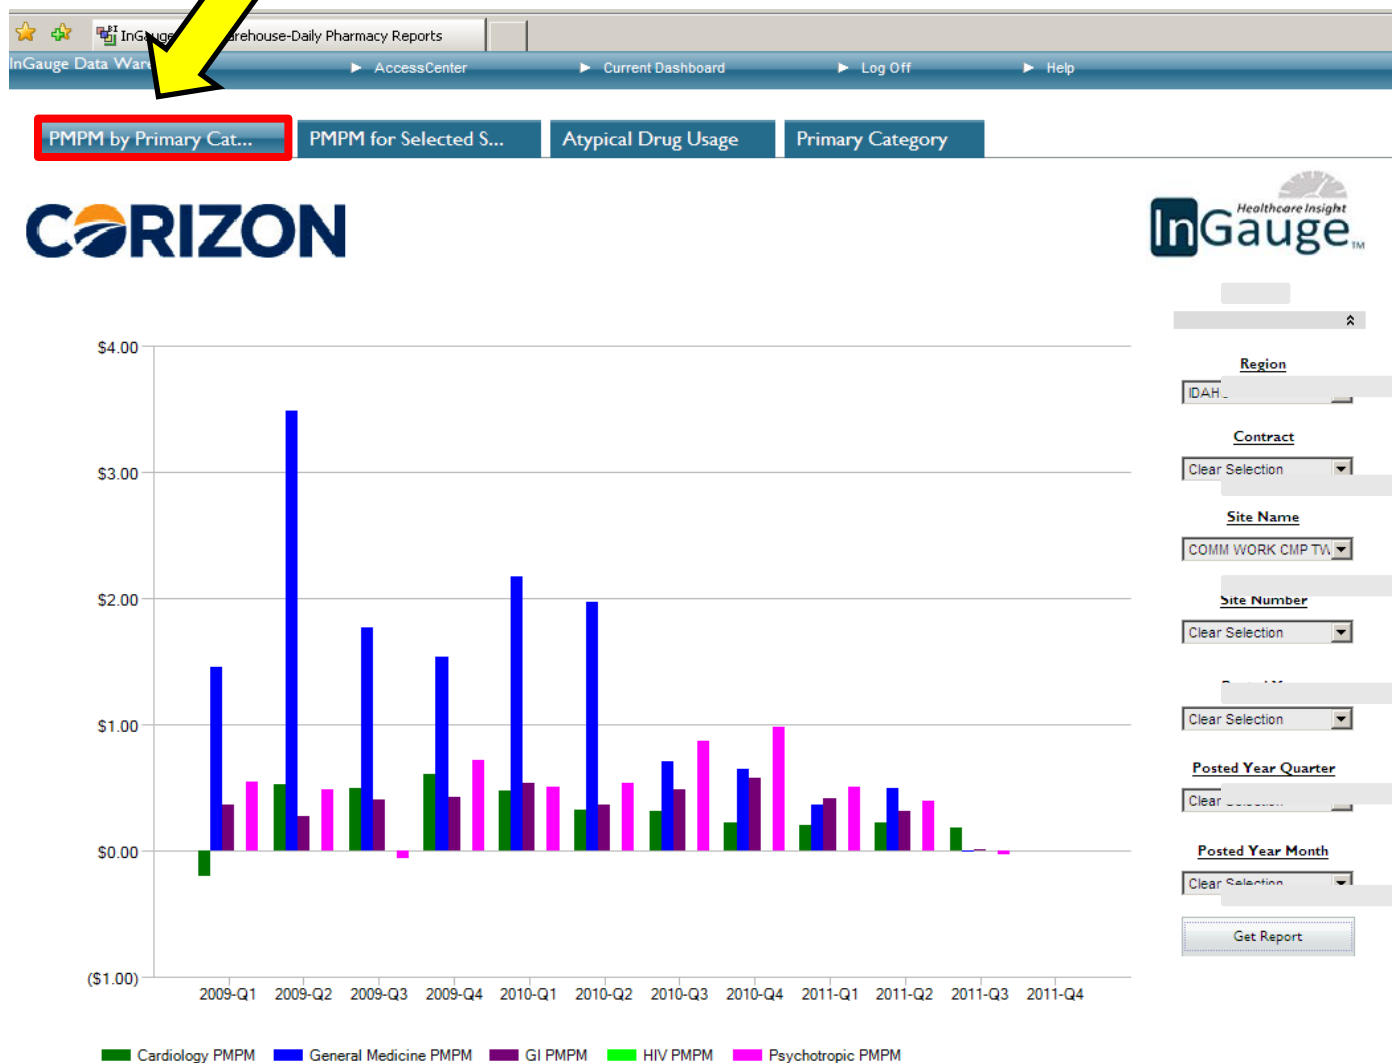 InGauge rehouse-Daily Pharmacy Reports
InGauge Data Ware AccessCenter Current Dashboard Log Off Help
PMPM by Primary Cat... PMPM for Selected S... Atypical Drug Usage Primary Category
CORIZON
Healthcare Insight
InGauge™
$4.00
$3.00
$2.00
$1.00
$0.00
($1.00)
2009-Q1 2009-Q2 2009-Q3 2009-Q4 2010-Q1 2010-Q2 2010-Q3 2010-Q4 2011-Q1 2011-Q2 2011-Q3 2011-Q4
Cardiology PMPM General Medicine PMPM GI PMPM HIV PMPM Psychotropic PMPM
Region
IDAH
Contract
Clear Selection
Site Name
COMM WORK CMP TW
Site Number
Clear Selection
Clear Selection
Posted Year Quarter
Clear
Posted Year Month
Clear Selection
Get Report